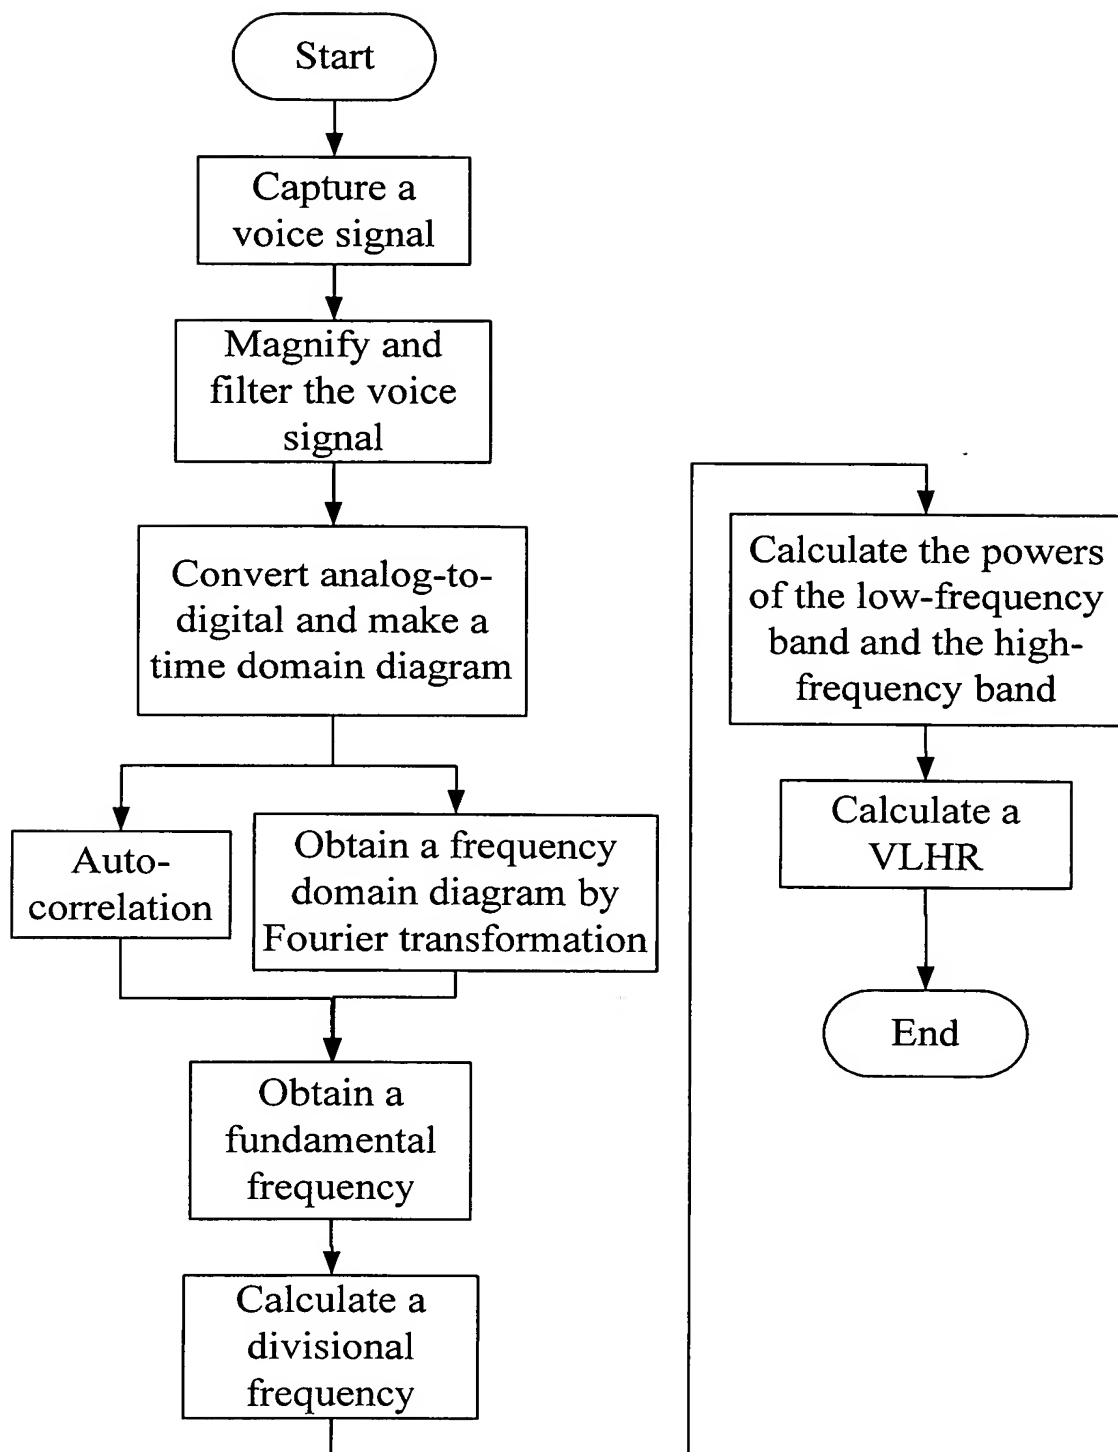 Start
Capture a
voice signal
Magnify and
filter the voice
signal
Convert analog-to-
digital and make a
time domain diagram
Auto-
correlation
Obtain a frequency
domain diagram by
Fourier transformation
Obtain a
fundamental
frequency
Calculate a
divisional
frequency
Calculate the powers
of the low-frequency
band and the high-
frequency band
Calculate a
VLHR
End